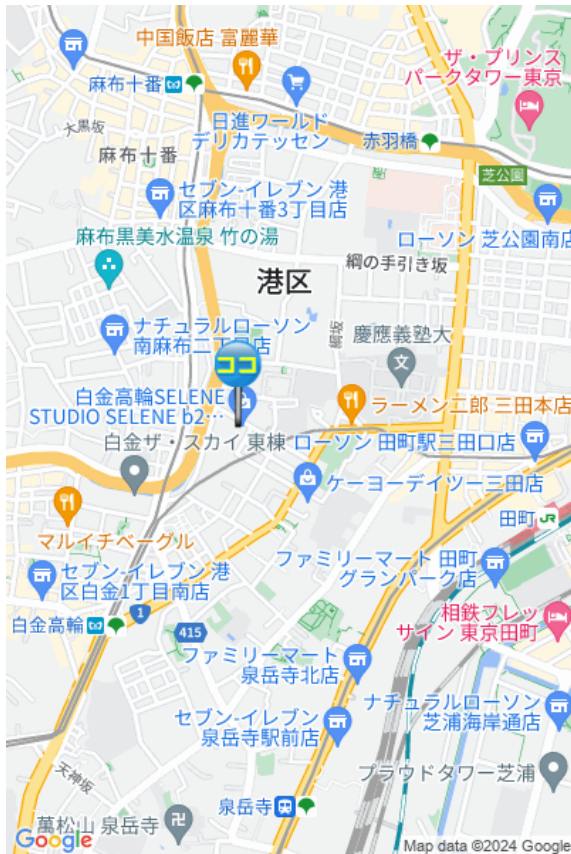 中国飯店 富麗華
ザ・プリンス
パークタワー東京
麻布十番
日進ワールド
デリカテッセン
大黒坂
赤羽橋
麻布十番
芝公園
セブン-イレブン 港
区麻布十番3丁目店
ローソン 芝公園南店
麻布黒美水温泉 竹の湯
綱の手引き坂
港区
ナチュラルローソン
南麻布二丁目店
綱坂
慶應義塾大
ココ
白金高輪SELENE
STUDIO SELENE b2…
ラーメン二郎 三田本店
白金ザ・スカイ 東棟
ローソン 田町駅三田口店
ケーヨーデイツー三田店
田町
JR
マルイチベーグル
ファミリーマート 田町
グランパーク店
セブン-イレブン 港
区白金1丁目南店
1
白金高輪
415
相鉄フレッ
サイン 東京田町
ファミリーマート
泉岳寺北店
ナチュラルローソン
芝浦海岸通店
セブン-イレブン
泉岳寺駅前店
天神坂
プラウドタワー芝浦
泉岳寺
萬松山 泉岳寺
Google
Map data ©2024 Google